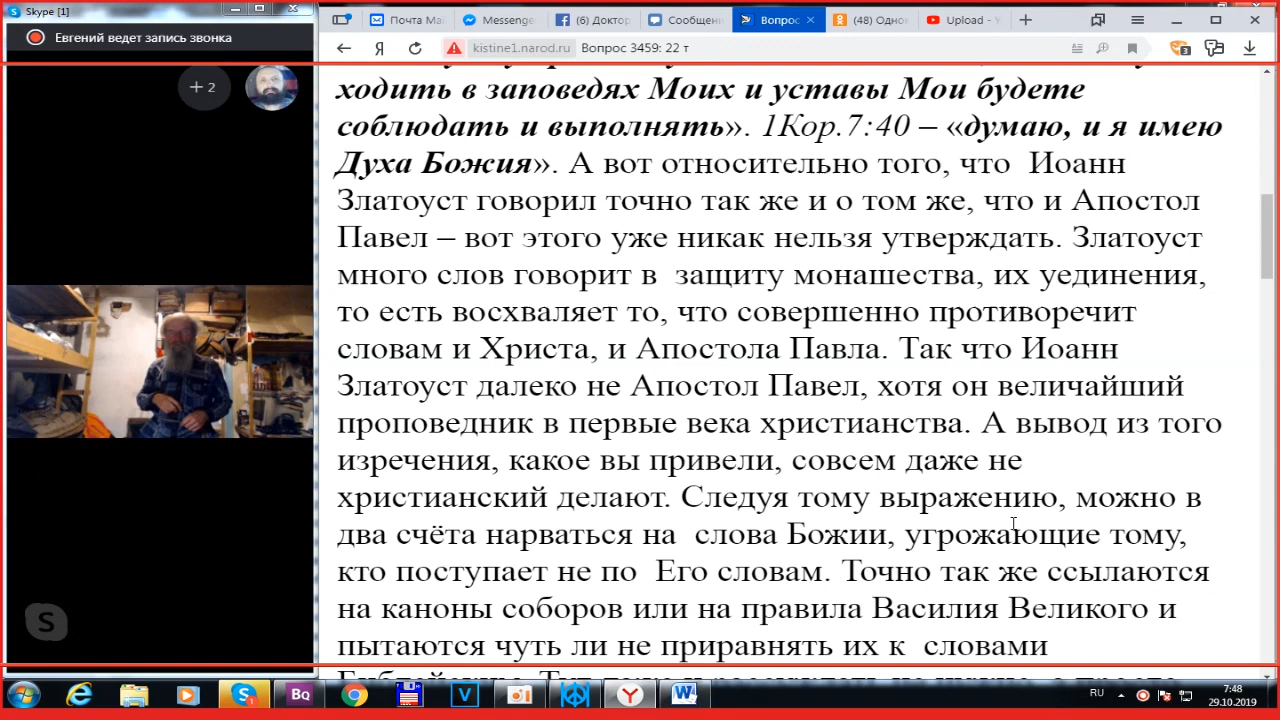 Skype [1]
Евгений ведет запись звонка
+ 2
S
Почта Mai
Messenge
(6) Доктор
Сообщени
Вопрос
(48) Однок
Upload - Y
Я
kistine1.narod.ru
Вопрос 3459: 22 т
3
ходить в заповедях Моих и уставы Мои будете
соблюдать и выполнять». 1Кор.7:40 – «думаю, и я имею
Духа Божия». А вот относительно того, что Иоанн
Златоуст говорил точно так же и о том же, что и Апостол
Павел – вот этого уже никак нельзя утверждать. Златоуст
много слов говорит в защиту монашества, их уединения,
то есть восхваляет то, что совершенно противоречит
словам и Христа, и Апостола Павла. Так что Иоанн
Златоуст далеко не Апостол Павел, хотя он величайший
проповедник в первые века христианства. А вывод из того
изречения, какое вы привели, совсем даже не
христианский делают. Следуя тому выражению, можно в
два счёта нарваться на слова Божии, угрожающие тому,
кто поступает не по Его словам. Точно так же ссылаются
на каноны соборов или на правила Василия Великого и
пытаются чуть ли не приравнять их к словами
Bq
RU
7:48
29.10.2019